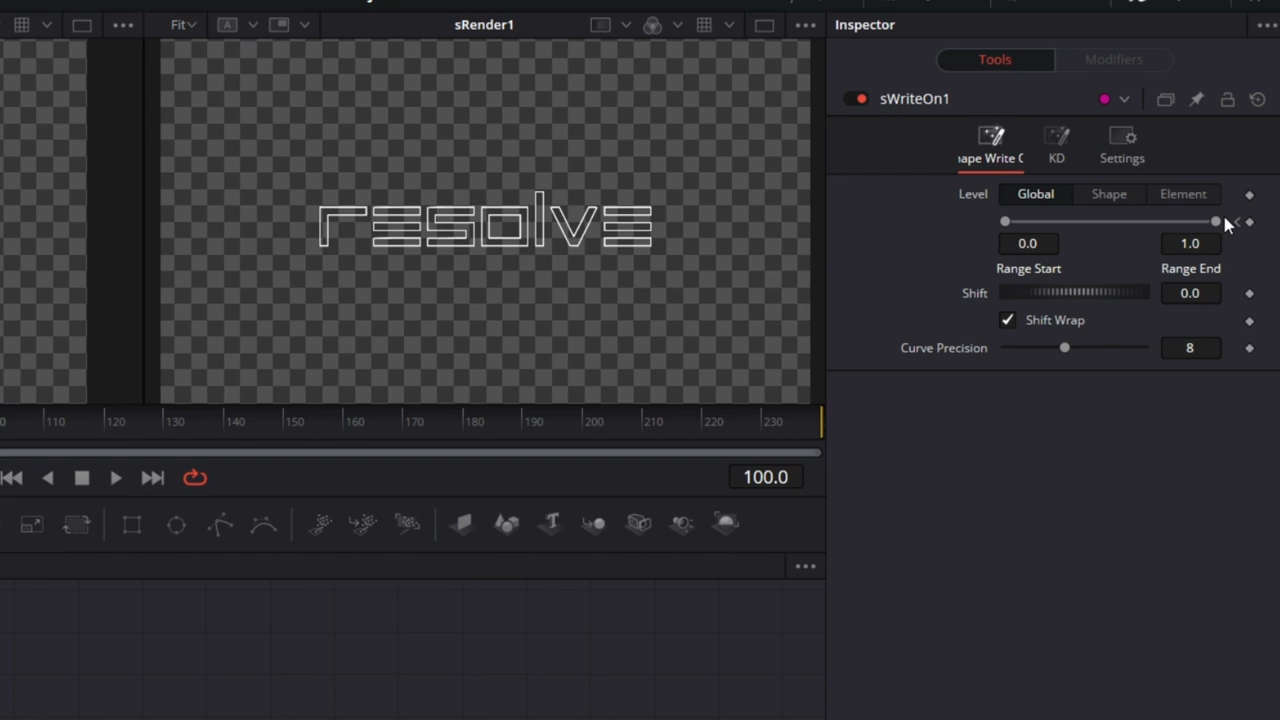 Fit
A
sRender1
Inspector
Tools
Modifiers
sWriteOn1
KD
Settings
Level
Global
Shape
Element
0.0
1.0
Range Start
Range End
Shift
0.0
Shift Wrap
Curve Precision
8
resolve
110
120
130
140
150
160
170
180
190
200
210
220
230
100.0
T